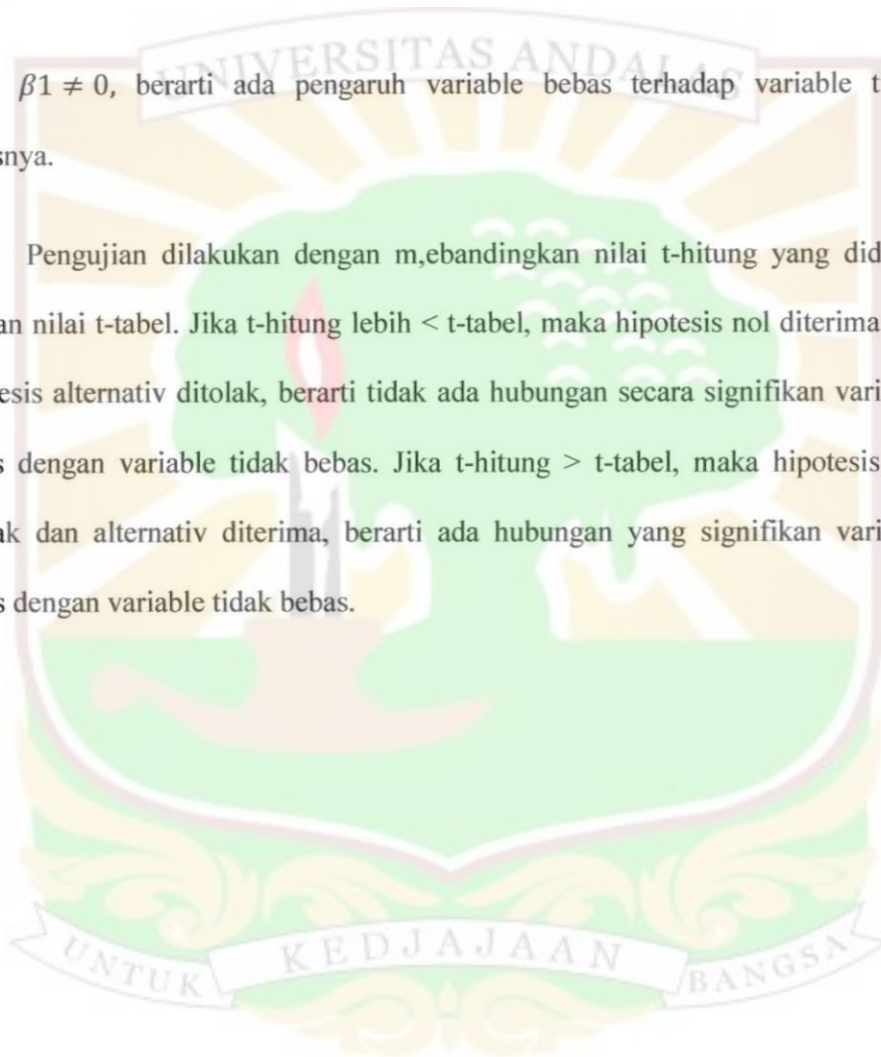 UNIVERSITAS ANDALAS
β1 ≠ 0, berarti ada pengaruh variable bebas terhadap variable t
snya.
Pengujian dilakukan dengan m,ebandingkan nilai t-hitung yang did
an nilai t-tabel. Jika t-hitung lebih < t-tabel, maka hipotesis nol diterima
esis alternativ ditolak, berarti tidak ada hubungan secara signifikan vari
s dengan variable tidak bebas. Jika t-hitung > t-tabel, maka hipotesis
ak dan alternativ diterima, berarti ada hubungan yang signifikan vari
s dengan variable tidak bebas.
UNTUK KEDJAJAAN BANGSA